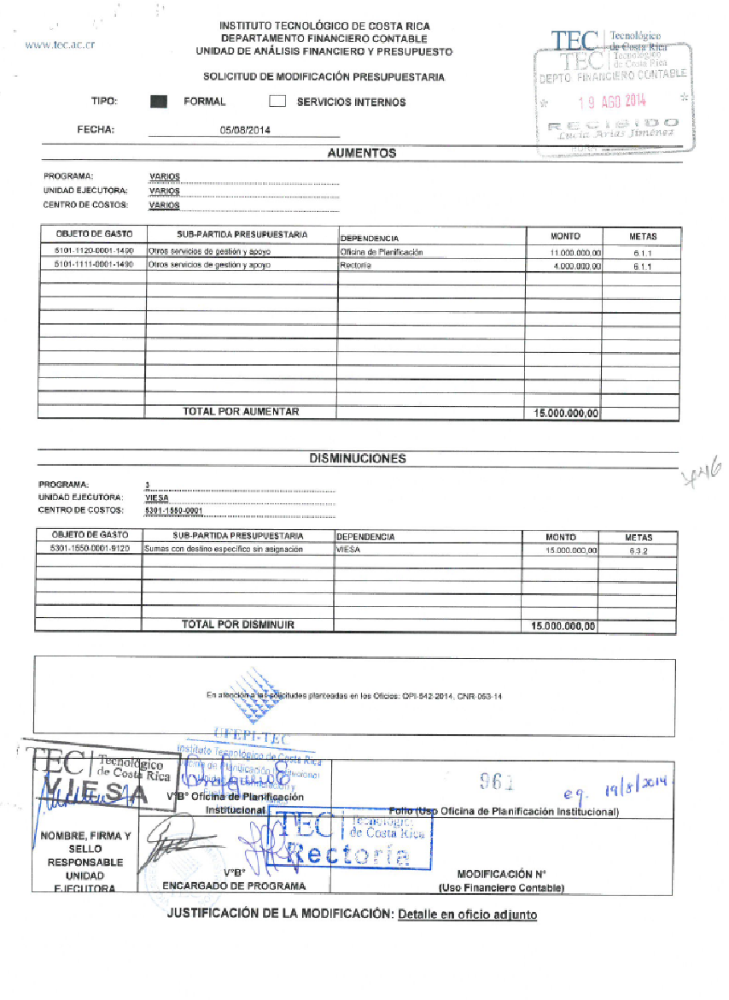 www.tec.ac.cr
INSTITUTO TECNOLÓGICO DE COSTA RICA
DEPARTAMENTO FINANCIERO CONTABLE
UNIDAD DE ANÁLISIS FINANCIERO Y PRESUPUESTO
SOLICITUD DE MODIFICACIÓN PRESUPUESTARIA
TEC Tecnológico
de Costa Rica
TEC Tecnológico
de Costa Rica
DEPTO FINANCIERO CONTABLE
19 AGO 2014
RECIBIDO
Lucía Arias Jiménez
TIPO: FORMAL SERVICIOS INTERNOS
FECHA: 05/08/2014
AUMENTOS
PROGRAMA: VARIOS
UNIDAD EJECUTORA: VARIOS
CENTRO DE COSTOS: VARIOS
OBJETO DE GASTO SUB-PARTIDA PRESUPUESTARIA DEPENDENCIA MONTO METAS
5101-1120-0001-1490 Otros servicios de gestión y apoyo Oficina de Planificación 11.000.000,00 6.1.1
5101-1111-0001-1490 Otros servicios de gestión y apoyo Rectoría 4.000.000,00 6.1.1
TOTAL POR AUMENTAR 15.000.000,00
DISMINUCIONES
PROGRAMA: 3
UNIDAD EJECUTORA: VIESA
CENTRO DE COSTOS: 5301-1550-0001
OBJETO DE GASTO SUB-PARTIDA PRESUPUESTARIA DEPENDENCIA MONTO METAS
5301-1550-0001-9120 Sumas con destino específico sin asignación VIESA 15.000.000,00 6.3.2
TOTAL POR DISMINUIR 15.000.000,00
En atención a las solicitudes planteadas en los Oficios: OPI-542-2014, CNR-053-14
UFEPI-TEC
Instituto Tecnológico de Costa Rica
Oficina de Planificación Institucional
TEC Tecnológico
de Costa Rica
VIESA
V°B° Oficina de Planificación
Institucional
961
eq. 19/8/2014
Folio (Uso Oficina de Planificación Institucional)
TEC Tecnológico
de Costa Rica
Rectoría
NOMBRE, FIRMA Y
SELLO
RESPONSABLE
UNIDAD
EJECUTORA
V°B°
ENCARGADO DE PROGRAMA
MODIFICACIÓN N°
(Uso Financiero Contable)
JUSTIFICACIÓN DE LA MODIFICACIÓN: Detalle en oficio adjunto